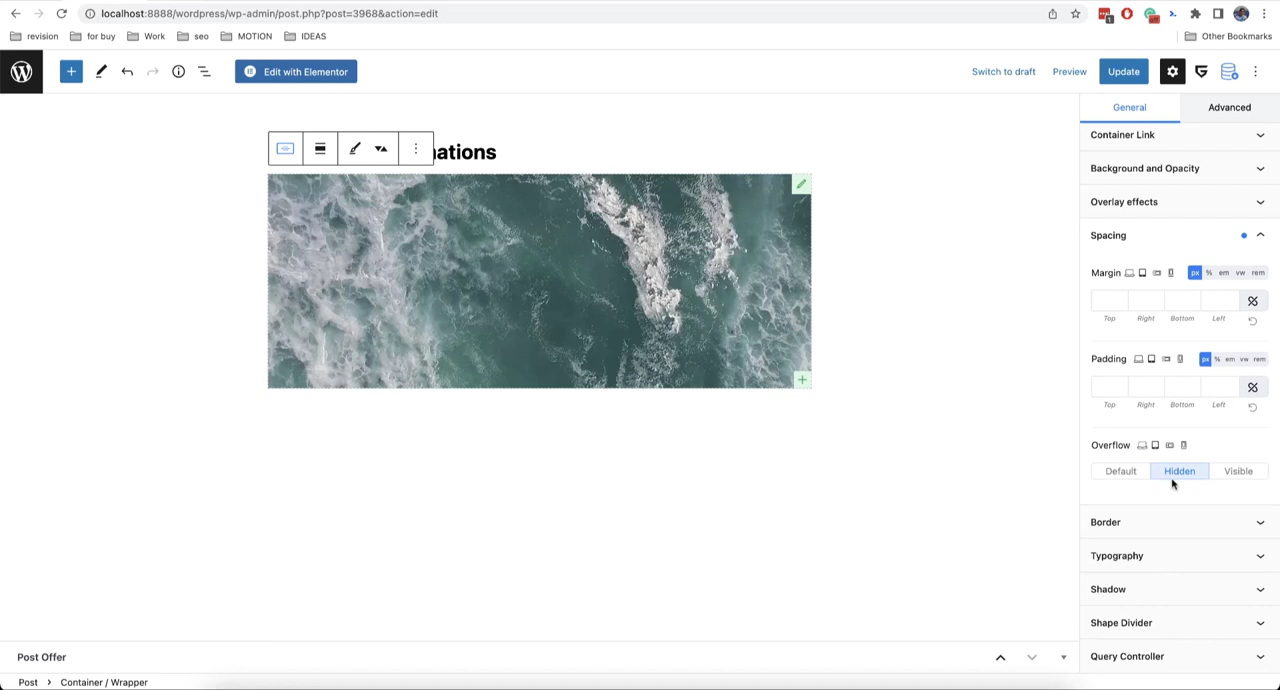 localhost:8888/wordpress/wp-admin/post.php?post=3968&action=edit
revision for buy Work seo MOTION IDEAS Other Bookmarks
Edit with Elementor Switch to draft Preview Update
General Advanced
Container Link
ations
Background and Opacity
Overlay effects
Spacing
Margin px % em vw rem
Top Right Bottom Left
Padding px % em vw rem
Top Right Bottom Left
Overflow
Default Hidden Visible
Border
Typography
Shadow
Shape Divider
Post Offer
Query Controller
Post > Container / Wrapper